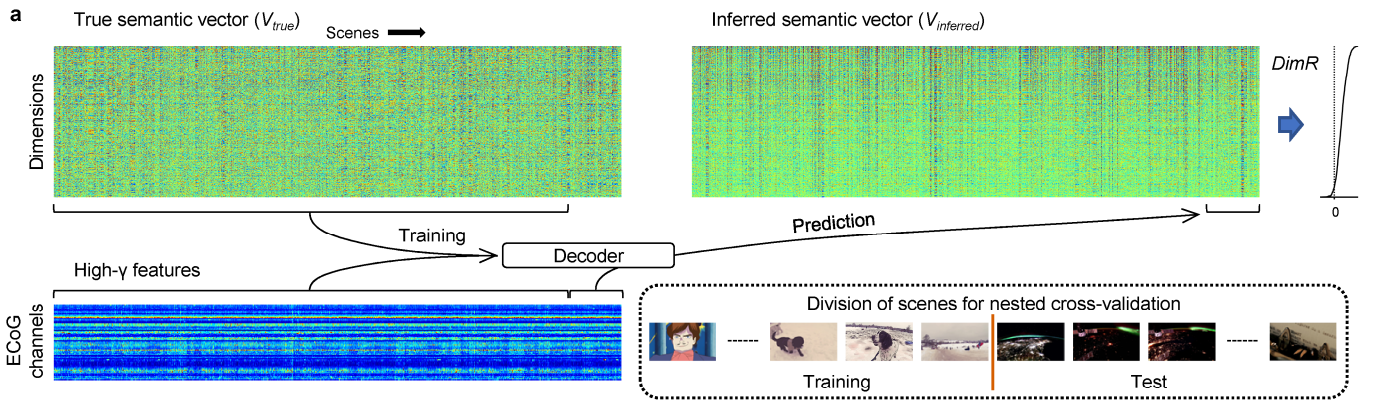 a
True semantic vector (Vtrue)
Scenes
Inferred semantic vector (Vinferred)
DimR
Dimensions
0
Training
Prediction
Decoder
High-γ features
ECoG
channels
Division of scenes for nested cross-validation
Training
Test